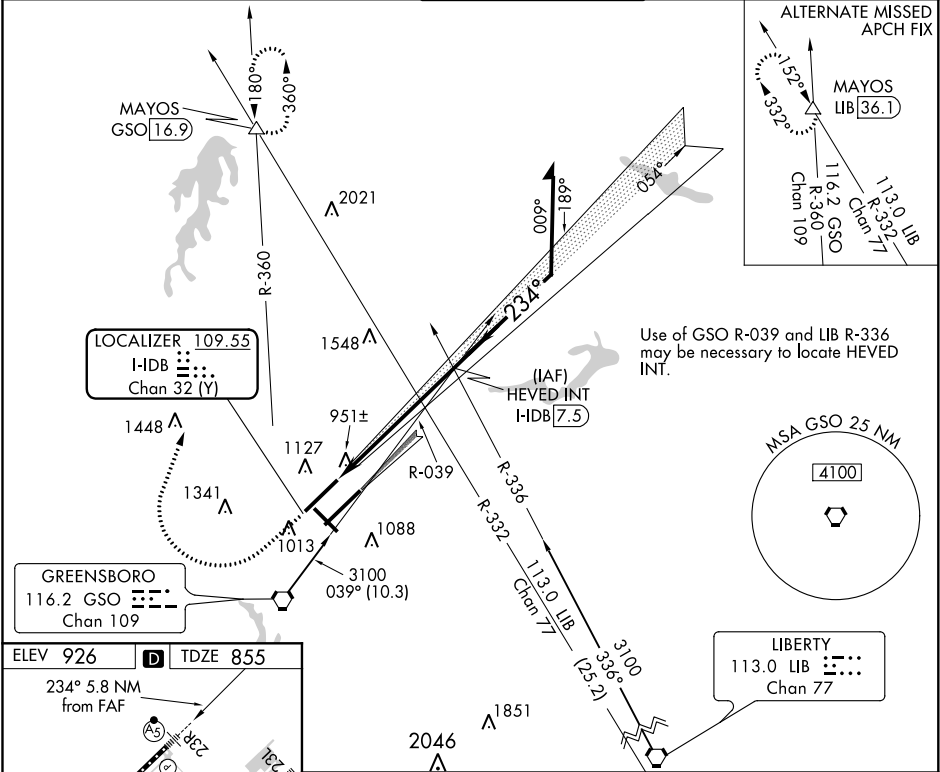 ALTERNATE MISSED
APCH FIX
152°
332°
MAYOS
LIB 36.1
116.2 GSO
R-360
Chan 109
113.0 LIB
R-332
Chan 77
180°
360°
MAYOS
GSO 16.9
2021
R-360
009°
189°
054°
234°
LOCALIZER 109.55
I-IDB
Chan 32 (Y)
1548
(IAF)
HEVED INT
I-IDB 7.5
Use of GSO R-039 and LIB R-336
may be necessary to locate HEVED
INT.
1448
951±
1127
1341
1013
1088
R-039
R-336
R-332
113.0 LIB
Chan 77
(25.2)
3100
336°
MSA GSO 25 NM
4100
GREENSBORO
116.2 GSO
Chan 109
3100
039° (10.3)
LIBERTY
113.0 LIB
Chan 77
1851
2046
ELEV 926
D
TDZE 855
234° 5.8 NM
from FAF
A5
23R
23L
P